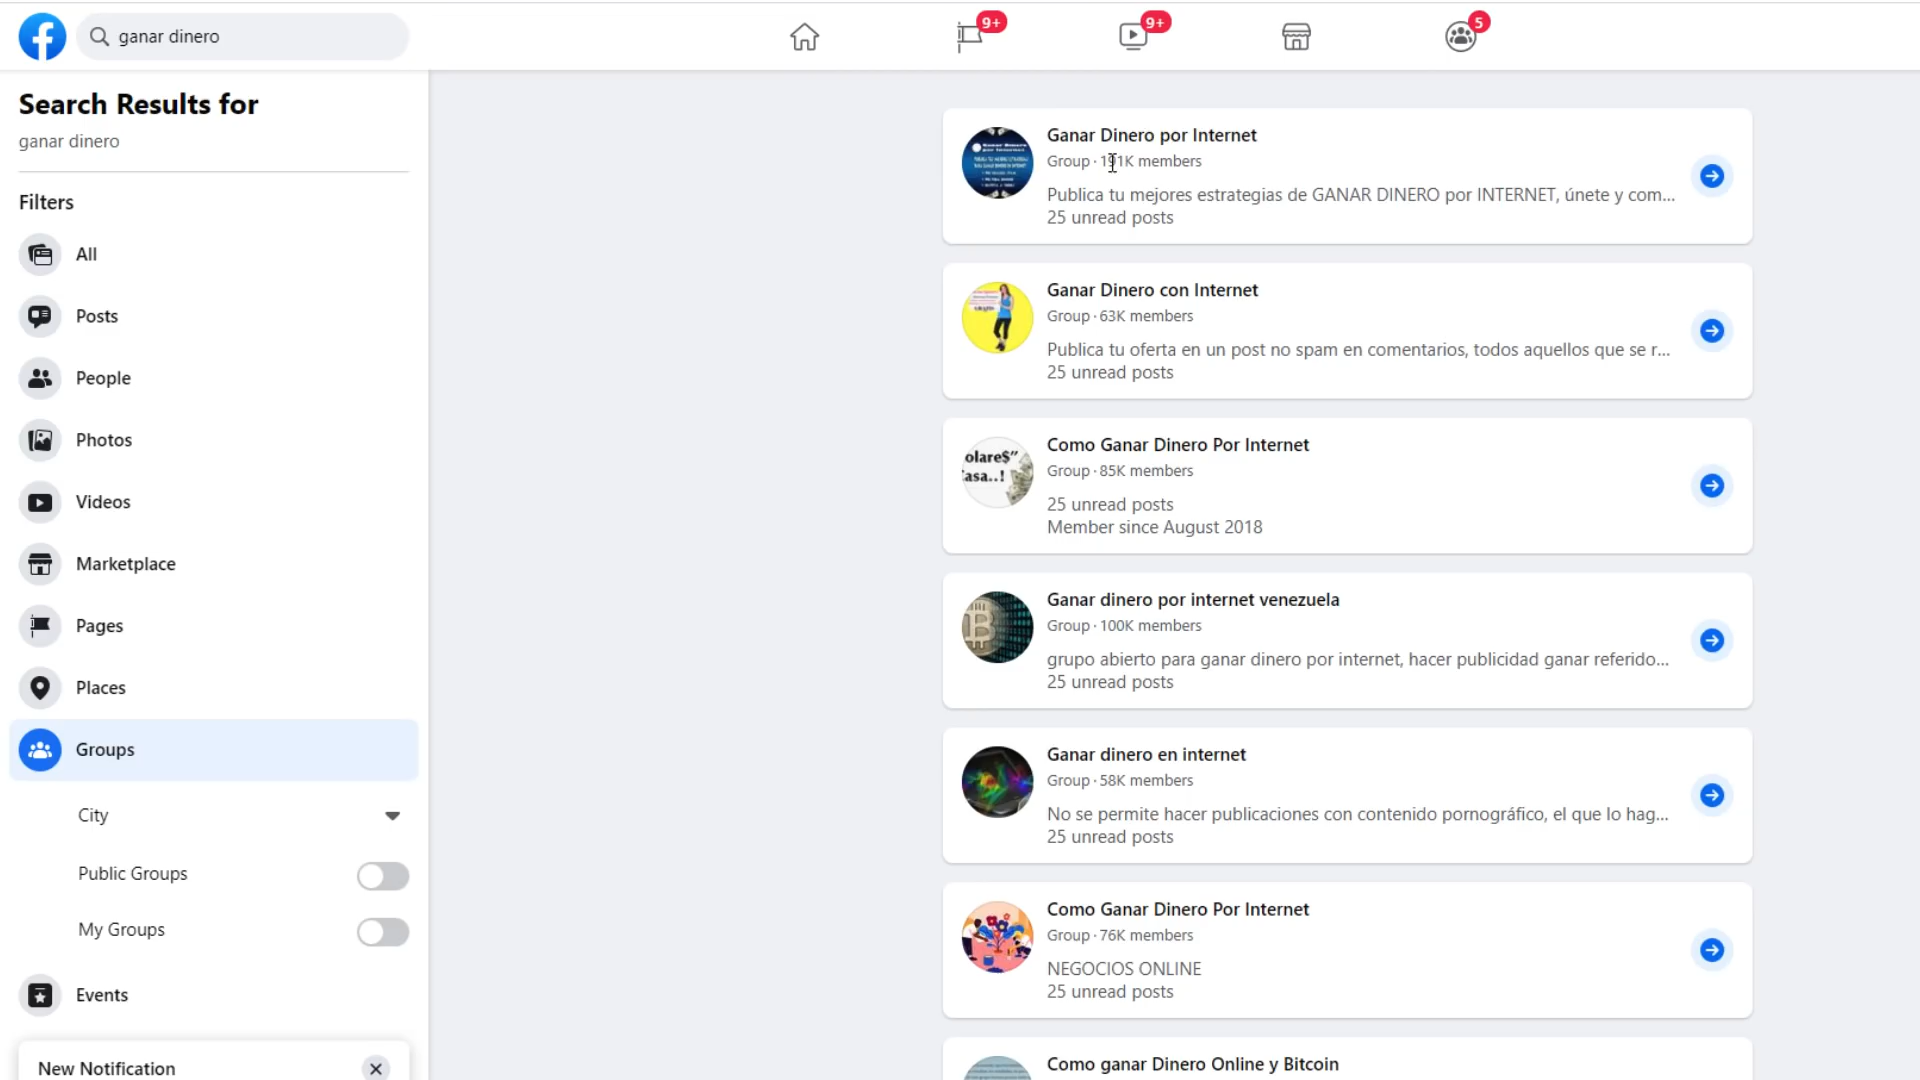 ganar dinero
9+
9+
5
Search Results for
ganar dinero
Filters
All
Posts
People
Photos
Videos
Marketplace
Pages
Places
Groups
City
Public Groups
My Groups
Events
New Notification
Ganar Dinero por Internet
Group · 191K members
Publica tu mejores estrategias de GANAR DINERO por INTERNET, únete y com...
25 unread posts
Ganar Dinero con Internet
Group · 63K members
Publica tu oferta en un post no spam en comentarios, todos aquellos que se r...
25 unread posts
olare$”
asa..!
Como Ganar Dinero Por Internet
Group · 85K members
25 unread posts
Member since August 2018
Ganar dinero por internet venezuela
Group · 100K members
grupo abierto para ganar dinero por internet, hacer publicidad ganar referido...
25 unread posts
Ganar dinero en internet
Group · 58K members
No se permite hacer publicaciones con contenido pornográfico, el que lo hag...
25 unread posts
Como Ganar Dinero Por Internet
Group · 76K members
NEGOCIOS ONLINE
25 unread posts
Como ganar Dinero Online y Bitcoin